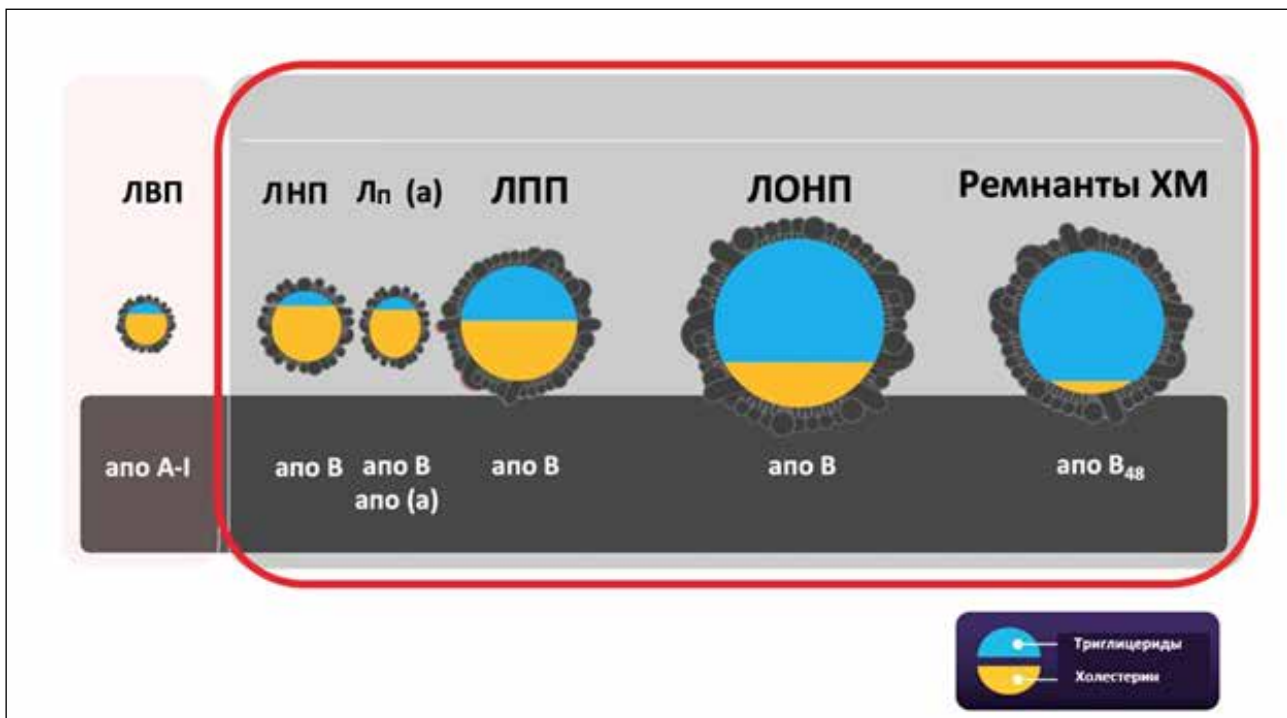 ЛВП
ЛНП
Лп (а)
ЛПП
ЛОНП
Ремнанты ХМ
апо А-I
апо В
апо В
апо (а)
апо В
апо В
апо В48
Триглицериды
Холестерин